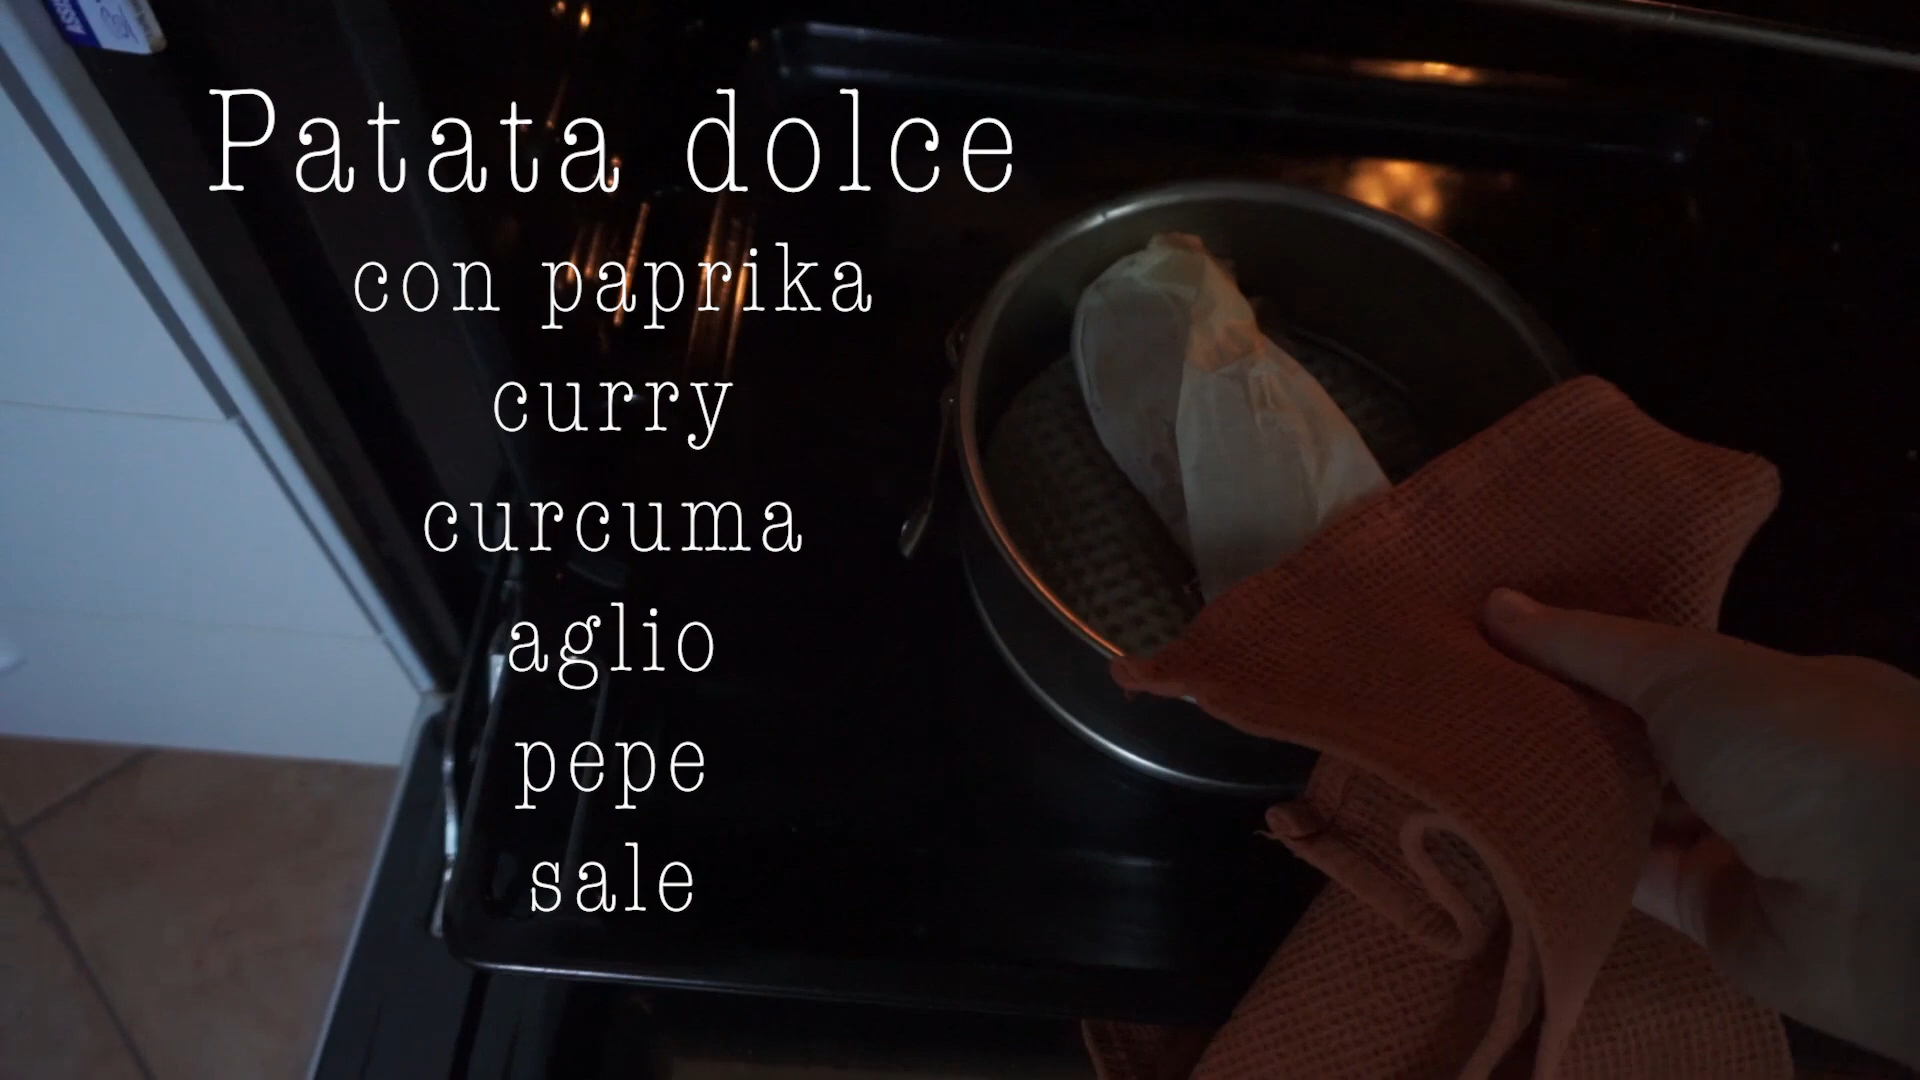 Patata dolce
con paprika
curry
curcuma
aglio
pepe
sale